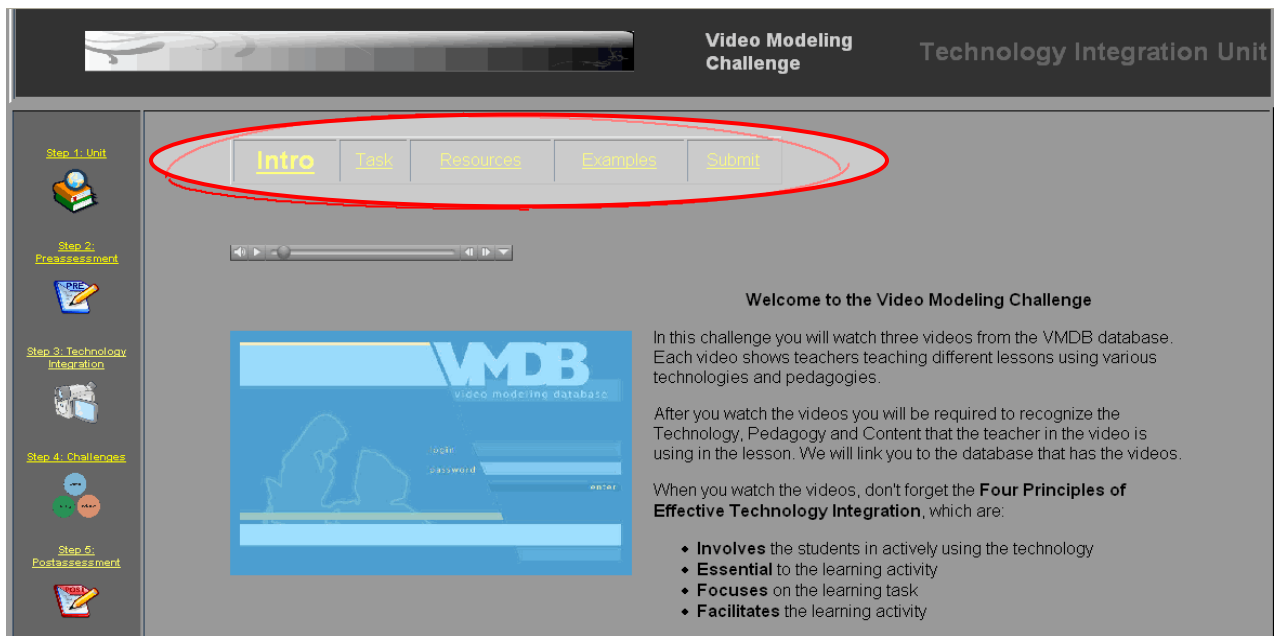 Video Modeling
Challenge
Technology Integration Unit
Step 1: Unit
Step 2:
Preassessment
PRE
Step 3: Technology
Integration
Step 4: Challenges
Step 5:
Postassessment
POST
Intro Task Resources Examples Submit
VMDB
video modeling database
login
password
enter
Welcome to the Video Modeling Challenge
In this challenge you will watch three videos from the VMDB database.
Each video shows teachers teaching different lessons using various
technologies and pedagogies.
After you watch the videos you will be required to recognize the
Technology, Pedagogy and Content that the teacher in the video is
using in the lesson. We will link you to the database that has the videos.
When you watch the videos, don't forget the Four Principles of
Effective Technology Integration, which are:
• Involves the students in actively using the technology
• Essential to the learning activity
• Focuses on the learning task
• Facilitates the learning activity